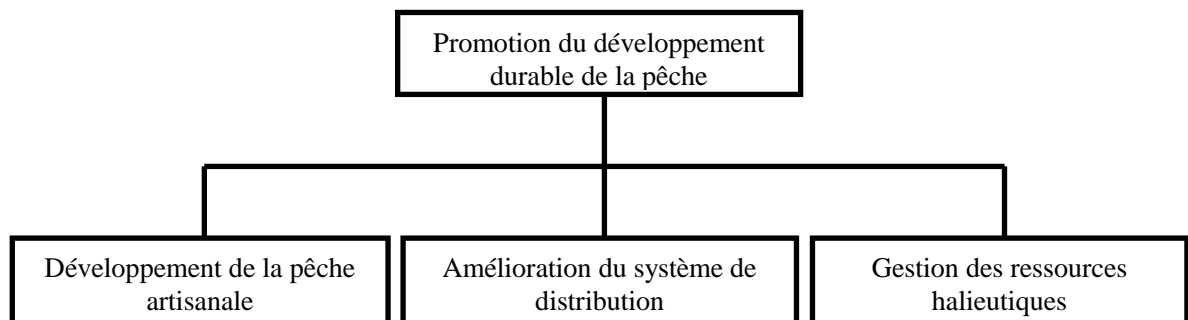 Promotion du développement
durable de la pêche
Développement de la pêche
artisanale
Amélioration du système de
distribution
Gestion des ressources
halieutiques